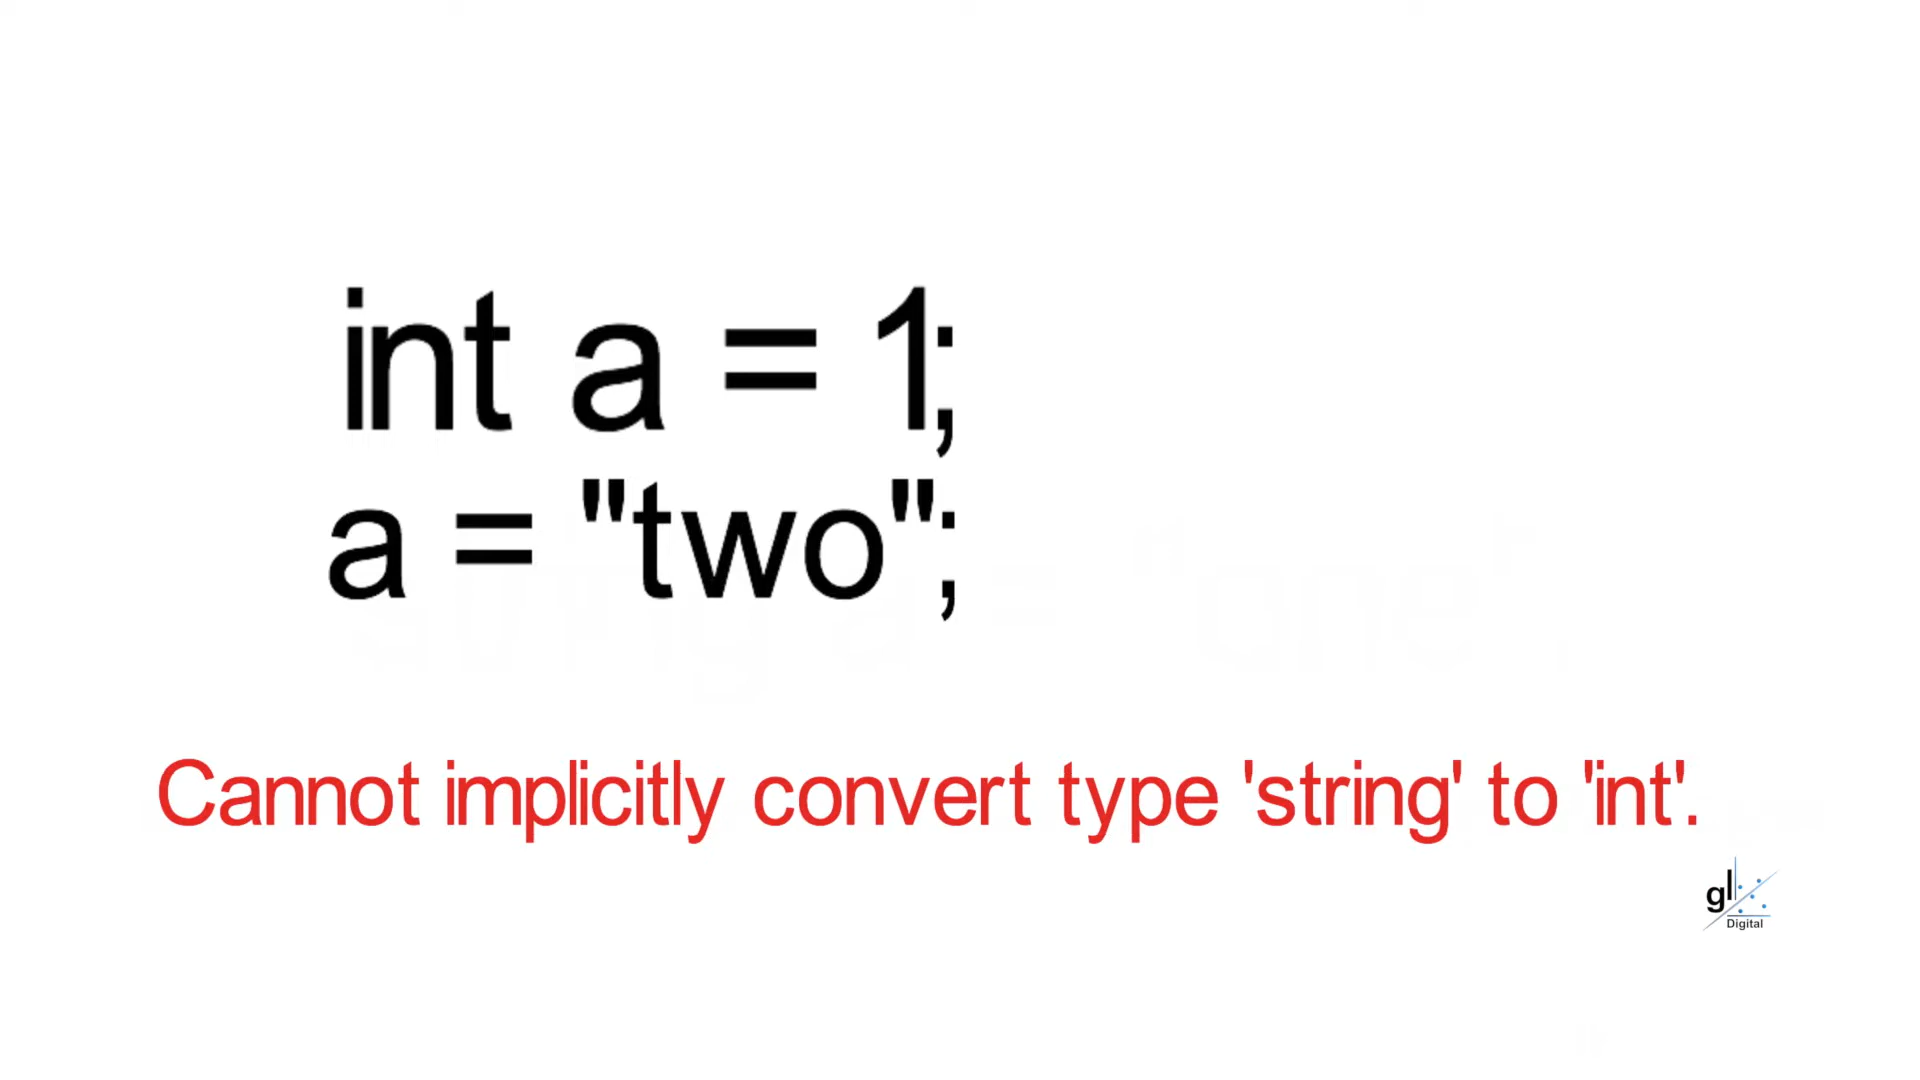 int a = 1;
a = "two";
Cannot implicitly convert type 'string' to 'int'.
gl
Digital